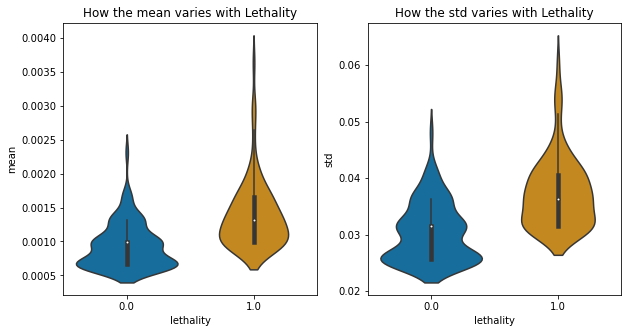 How the mean varies with Lethality
0.0040
0.0035
0.0030
0.0025
0.0020
0.0015
0.0010
0.0005
mean
0.0
1.0
lethality
How the std varies with Lethality
0.06
0.05
0.04
0.03
0.02
std
0.0
1.0
lethality